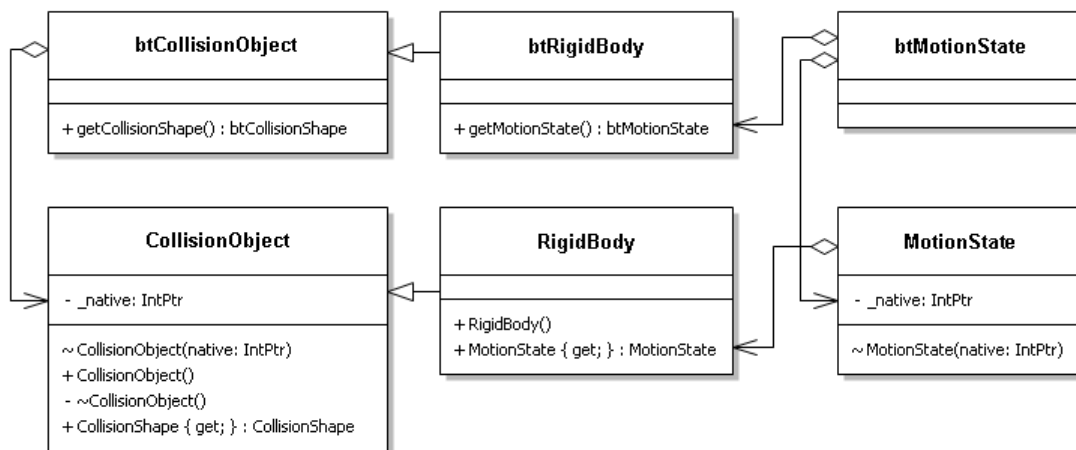 btCollisionObject
+ getCollisionShape() : btCollisionShape
btRigidBody
+ getMotionState() : btMotionState
btMotionState
CollisionObject
- _native: IntPtr
~ CollisionObject(native: IntPtr)
+ CollisionObject()
- ~CollisionObject()
+ CollisionShape { get; } : CollisionShape
RigidBody
+ RigidBody()
+ MotionState { get; } : MotionState
MotionState
- _native: IntPtr
~ MotionState(native: IntPtr)